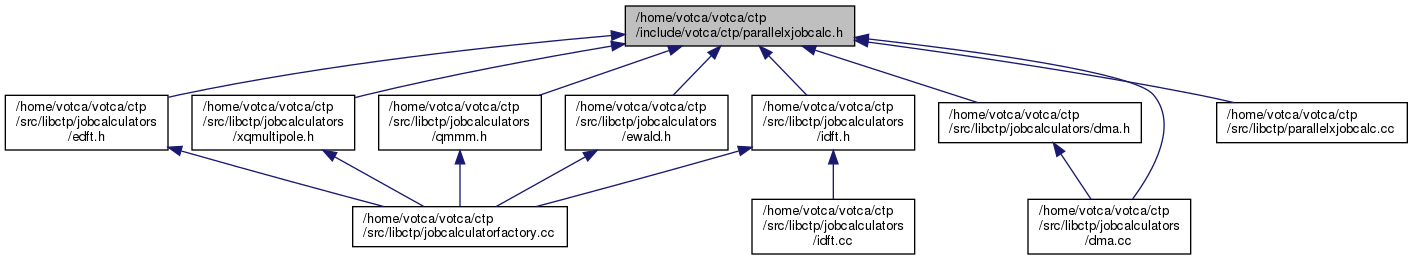 /home/votca/votca/ctp
/include/votca/ctp/parallelxjobcalc.h
/home/votca/votca/ctp
/src/libctp/jobcalculators
/edft.h
/home/votca/votca/ctp
/src/libctp/jobcalculators
/xqmultipole.h
/home/votca/votca/ctp
/src/libctp/jobcalculators
/qmmm.h
/home/votca/votca/ctp
/src/libctp/jobcalculators
/ewald.h
/home/votca/votca/ctp
/src/libctp/jobcalculators
/idft.h
/home/votca/votca/ctp
/src/libctp/jobcalculators/dma.h
/home/votca/votca/ctp
/src/libctp/parallelxjobcalc.cc
/home/votca/votca/ctp
/src/libctp/jobcalculatorfactory.cc
/home/votca/votca/ctp
/src/libctp/jobcalculators
/idft.cc
/home/votca/votca/ctp
/src/libctp/jobcalculators
/dma.cc